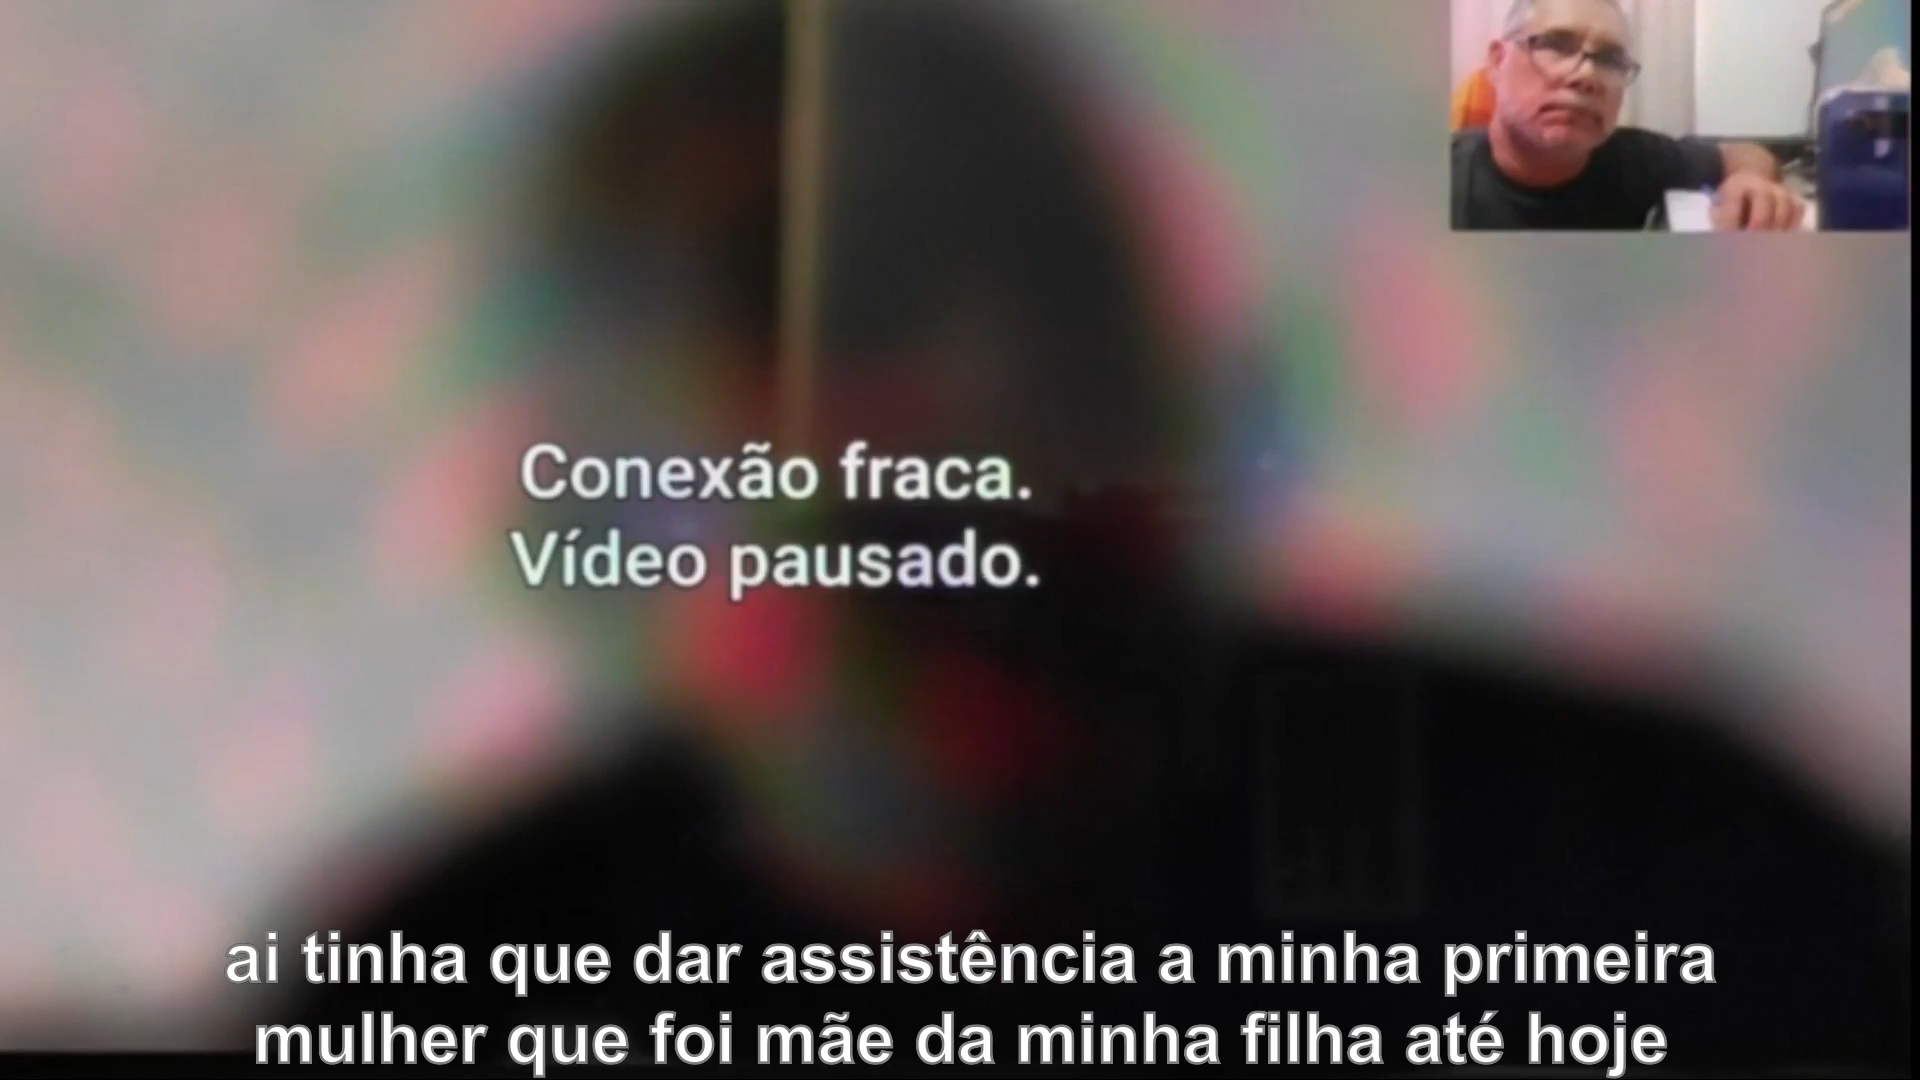 Conexão fraca.
Vídeo pausado.
ai tinha que dar assistência a minha primeira
mulher que foi mãe da minha filha até hoje